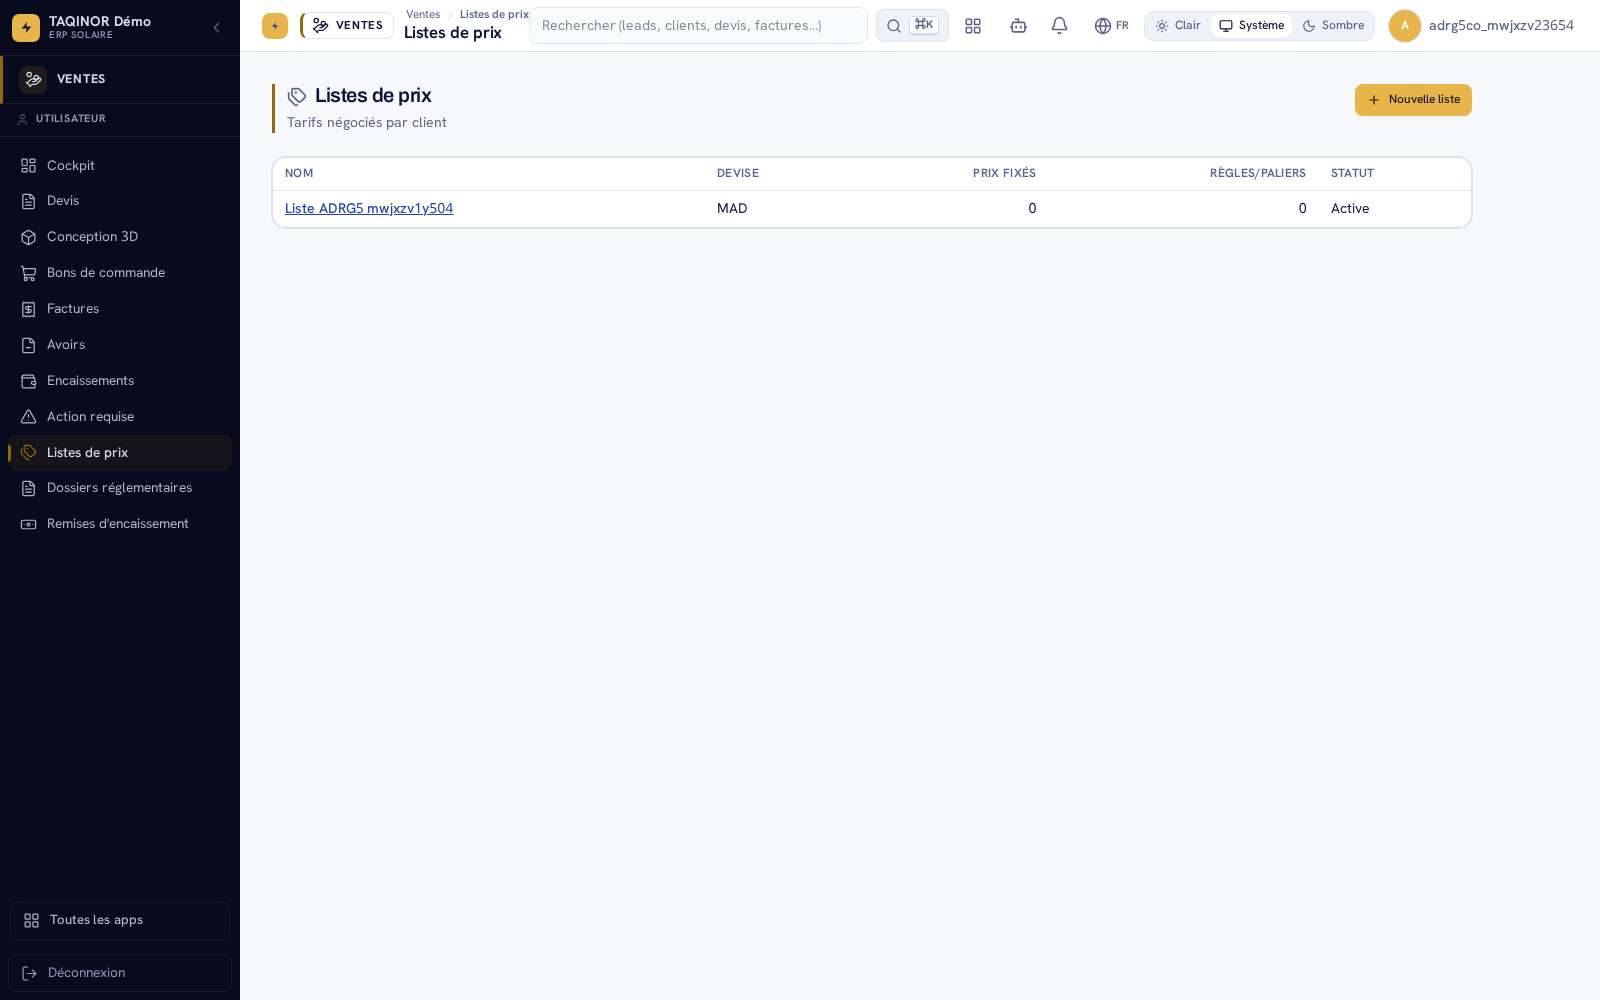 TAQINOR Démo
ERP SOLAIRE
VENTES
UTILISATEUR
Cockpit
Devis
Conception 3D
Bons de commande
Factures
Avoirs
Encaissements
Action requise
Listes de prix
Dossiers réglementaires
Remises d'encaissement
Toutes les apps
Déconnexion
VENTES
Ventes > Listes de prix
Listes de prix
Rechercher (leads, clients, devis, factures...)
⌘K
FR
Clair
Système
Sombre
A
adrg5co_mwjxzv23654
Listes de prix
Tarifs négociés par client
+ Nouvelle liste
NOM DEVISE PRIX FIXÉS RÈGLES/PALIERS STATUT
Liste ADRG5 mwjxzv1y504 MAD 0 0 Active